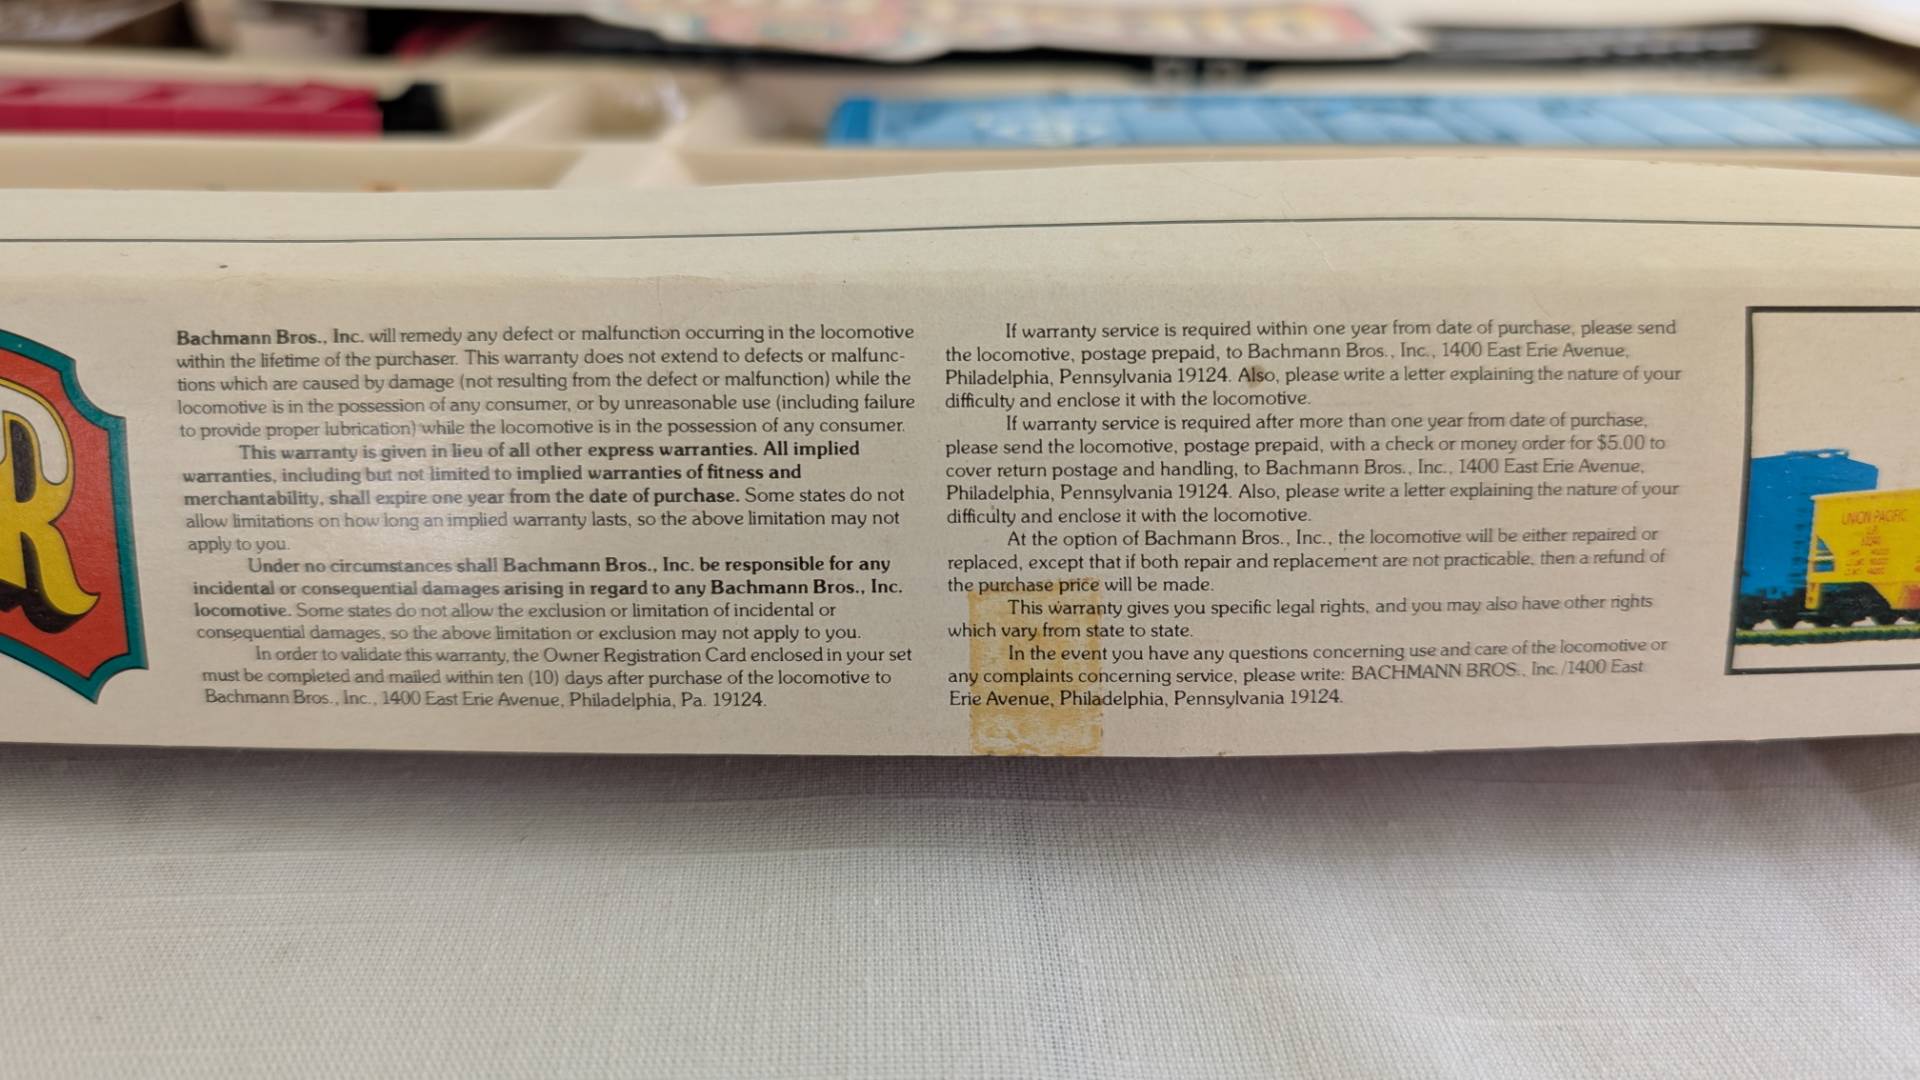 R
Bachmann Bros., Inc. will remedy any defect or malfunction occurring in the locomotive
within the lifetime of the purchaser. This warranty does not extend to defects or malfunc-
tions which are caused by damage (not resulting from the defect or malfunction) while the
locomotive is in the possession of any consumer, or by unreasonable use (including failure
to provide proper lubrication) while the locomotive is in the possession of any consumer.
This warranty is given in lieu of all other express warranties. All implied
warranties, including but not limited to implied warranties of fitness and
merchantability, shall expire one year from the date of purchase. Some states do not
allow limitations on how long an implied warranty lasts, so the above limitation may not
apply to you.
Under no circumstances shall Bachmann Bros., Inc. be responsible for any
incidental or consequential damages arising in regard to any Bachmann Bros., Inc.
locomotive. Some states do not allow the exclusion or limitation of incidental or
consequential damages, so the above limitation or exclusion may not apply to you.
In order to validate this warranty, the Owner Registration Card enclosed in your set
must be completed and mailed within ten (10) days after purchase of the locomotive to
Bachmann Bros., Inc., 1400 East Erie Avenue, Philadelphia, Pa. 19124.
If warranty service is required within one year from date of purchase, please send
the locomotive, postage prepaid, to Bachmann Bros., Inc., 1400 East Erie Avenue,
Philadelphia, Pennsylvania 19124. Also, please write a letter explaining the nature of your
difficulty and enclose it with the locomotive.
If warranty service is required after more than one year from date of purchase,
please send the locomotive, postage prepaid, with a check or money order for $5.00 to
cover return postage and handling, to Bachmann Bros., Inc., 1400 East Erie Avenue,
Philadelphia, Pennsylvania 19124. Also, please write a letter explaining the nature of your
difficulty and enclose it with the locomotive.
At the option of Bachmann Bros., Inc., the locomotive will be either repaired or
replaced, except that if both repair and replacement are not practicable, then a refund of
the purchase price will be made.
This warranty gives you specific legal rights, and you may also have other rights
which vary from state to state.
In the event you have any questions concerning use and care of the locomotive or
any complaints concerning service, please write: BACHMANN BROS., Inc./1400 East
Erie Avenue, Philadelphia, Pennsylvania 19124.
UNION PACIFIC